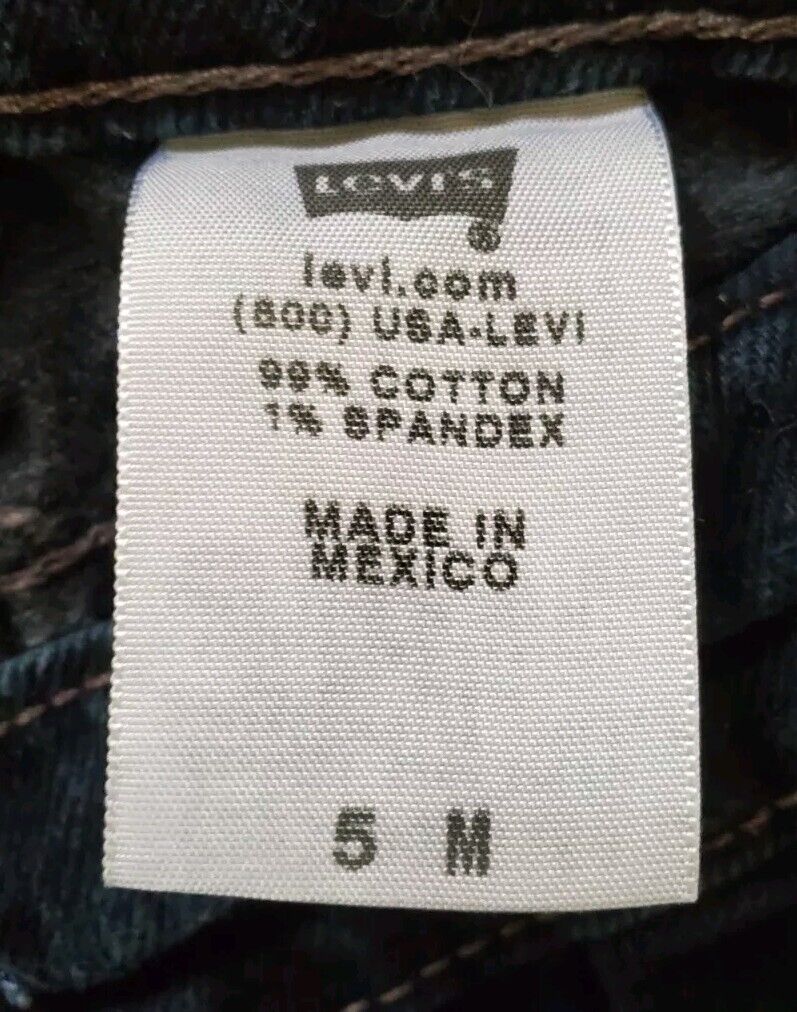 Levi's
®
levi.com
(800) USA-LEVI
99% COTTON
1% SPANDEX
MADE IN
MEXICO
5 M